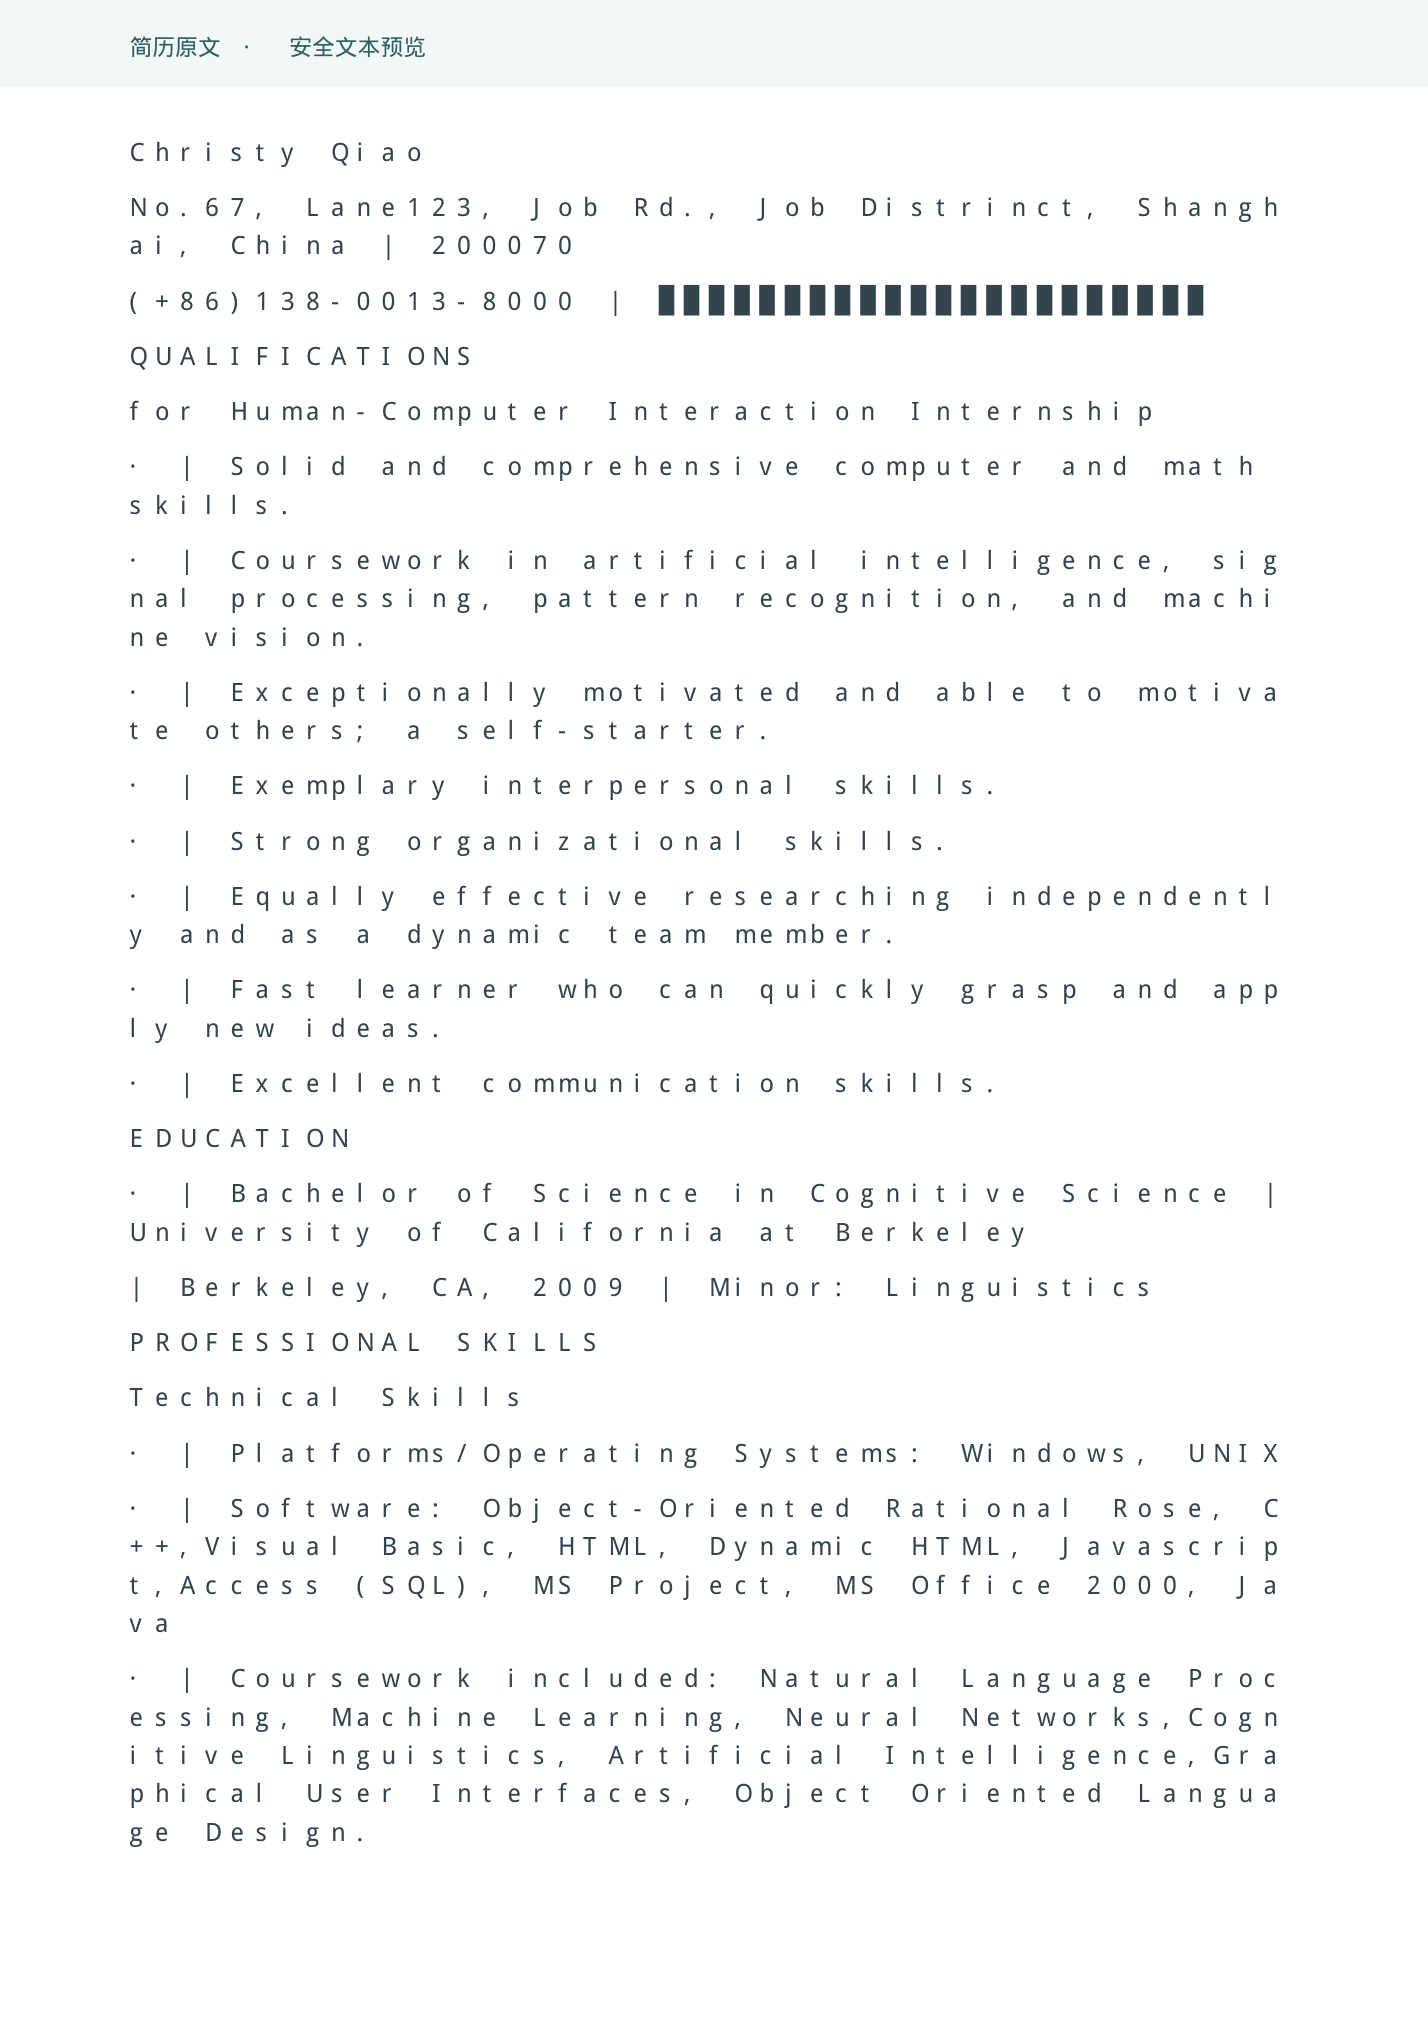 简历原文 · 安全文本预览
Christy Qiao
No.67, Lane123, Job Rd., Job Distrinct, Shangh
ai, China | 200070
(+86)138-0013-8000 | ██████████████████████
QUALIFICATIONS
for Human-Computer Interaction Internship
· | Solid and comprehensive computer and math
skills.
· | Coursework in artificial intelligence, sig
nal processing, pattern recognition, and machi
ne vision.
· | Exceptionally motivated and able to motiva
te others; a self-starter.
· | Exemplary interpersonal skills.
· | Strong organizational skills.
· | Equally effective researching independentl
y and as a dynamic team member.
· | Fast learner who can quickly grasp and app
ly new ideas.
· | Excellent communication skills.
EDUCATION
· | Bachelor of Science in Cognitive Science |
University of California at Berkeley
| Berkeley, CA, 2009 | Minor: Linguistics
PROFESSIONAL SKILLS
Technical Skills
· | Platforms/Operating Systems: Windows, UNIX
· | Software: Object-Oriented Rational Rose, C
++,Visual Basic, HTML, Dynamic HTML, Javascrip
t,Access (SQL), MS Project, MS Office 2000, Ja
va
· | Coursework included: Natural Language Proc
essing, Machine Learning, Neural Networks,Cogn
itive Linguistics, Artificial Intelligence,Gra
phical User Interfaces, Object Oriented Langua
ge Design.